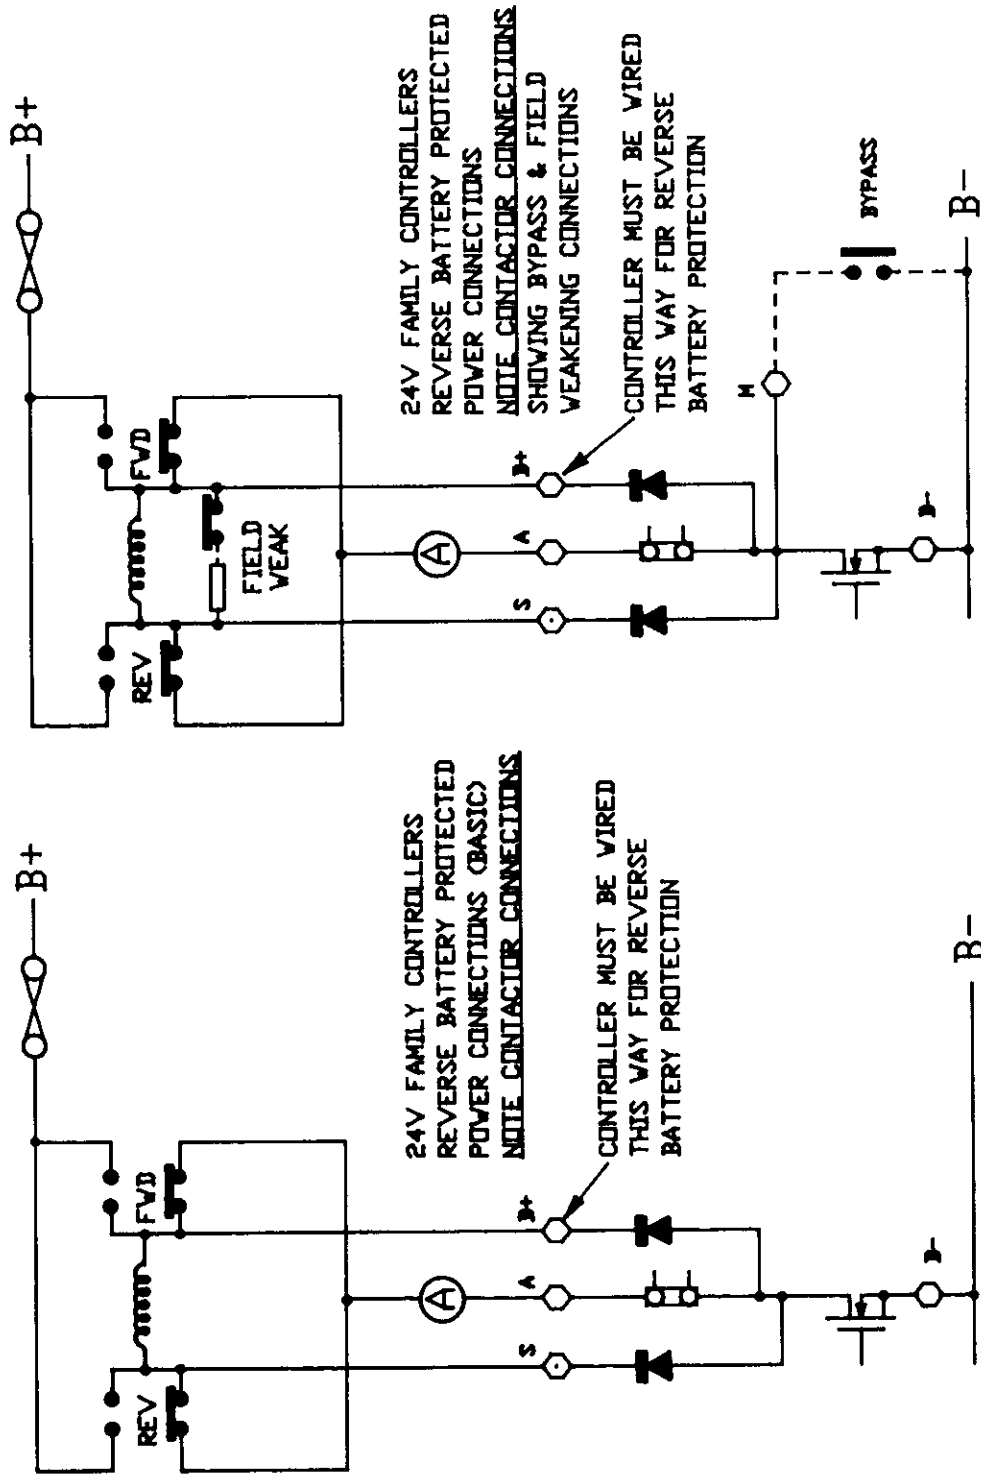 B+
FWD
REV
A
S
A
B+
B-
B-
24V FAMILY CONTROLLERS
REVERSE BATTERY PROTECTED
POWER CONNECTIONS (BASIC)
NOTE CONTACTOR CONNECTIONS
CONTROLLER MUST BE WIRED
THIS WAY FOR REVERSE
BATTERY PROTECTION
B+
FWD
REV
FIELD
WEAK
A
S
A
B+
M
BYPASS
B-
B-
24V FAMILY CONTROLLERS
REVERSE BATTERY PROTECTED
POWER CONNECTIONS
NOTE CONTACTOR CONNECTIONS
SHOWING BYPASS & FIELD
WEAKENING CONNECTIONS
CONTROLLER MUST BE WIRED
THIS WAY FOR REVERSE
BATTERY PROTECTION